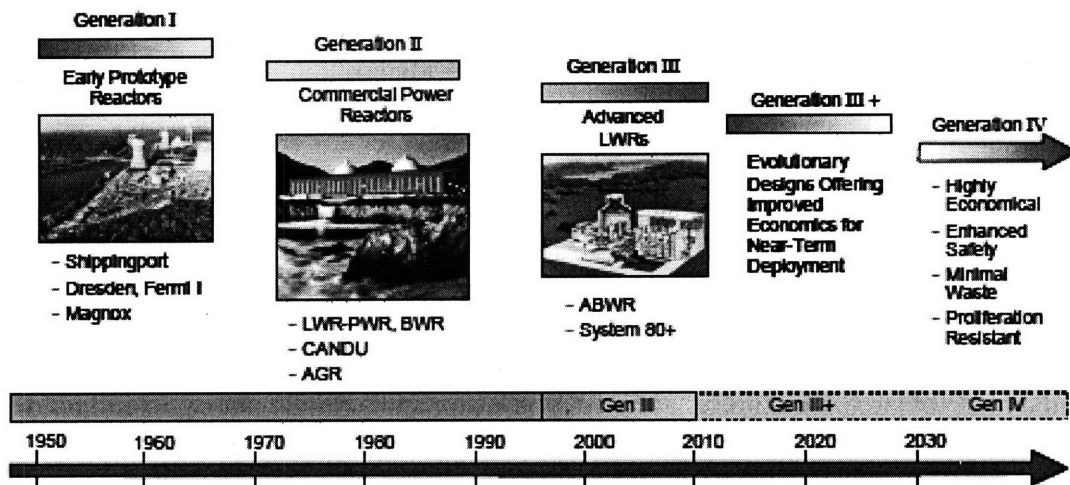 Generation I
Early Prototype
Reactors
- Shippingport
- Dresden, Fermi I
- Magnox
Generation II
Commercial Power
Reactors
- LWR-PWR, BWR
- CANDU
- AGR
Generation III
Advanced
LWRs
- ABWR
- System 80+
Generation III +
Evolutionary
Designs Offering
Improved
Economics for
Near-Term
Deployment
Generation IV
- Highly
Economical
- Enhanced
Safety
- Minimal
Waste
- Proliferation
Resistant
Gen III
Gen III+
Gen IV
1950
1960
1970
1980
1990
2000
2010
2020
2030